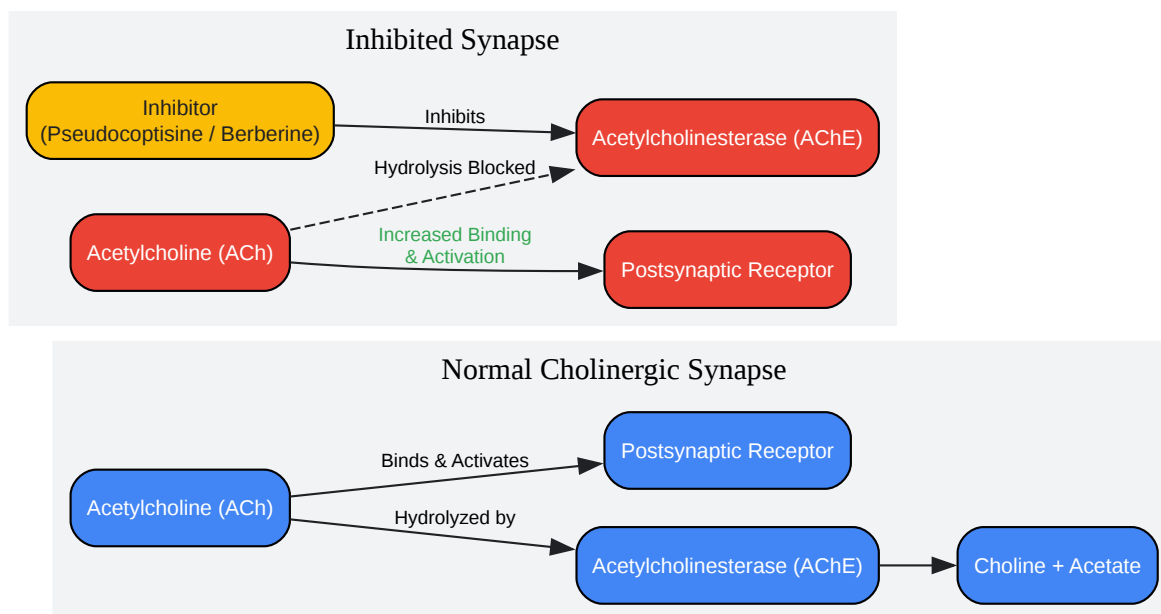 Inhibited Synapse
Inhibitor
(Pseudocoptisine / Berberine)
Inhibits
Acetylcholinesterase (AChE)
Hydrolysis Blocked
Acetylcholine (ACh)
Increased Binding
& Activation
Postsynaptic Receptor
Normal Cholinergic Synapse
Postsynaptic Receptor
Binds & Activates
Acetylcholine (ACh)
Hydrolyzed by
Acetylcholinesterase (AChE)
Choline + Acetate